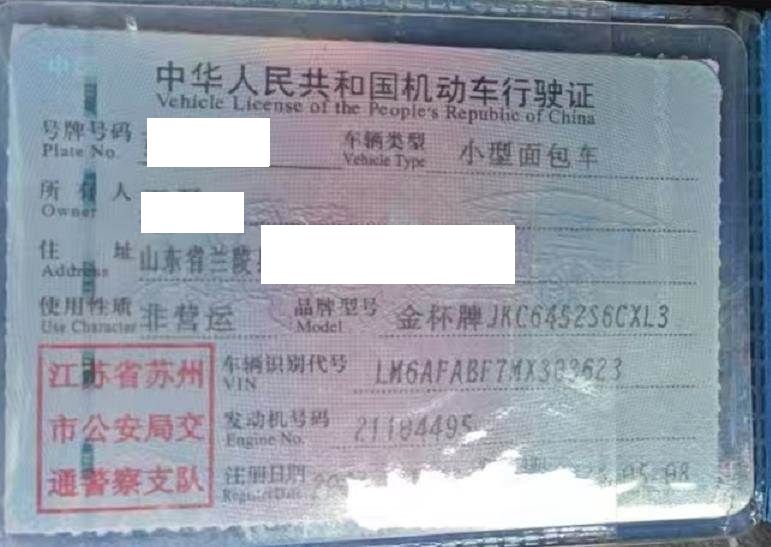 中华人民共和国机动车行驶证
Vehicle License of the People's Republic of China
号牌号码 车辆类型 小型面包车
Plate No. Vehicle Type
所有人
Owner
住址 山东省兰陵
Address
使用性质 非营运 品牌型号 金杯牌JKC6452S6CXL3
Use Character Model
江苏省苏州
市公安局交
通警察支队
车辆识别代号 LM6AFABF7MX303623
VIN
发动机号码 21184495
Engine No.
注册日期 05-08
Register Date